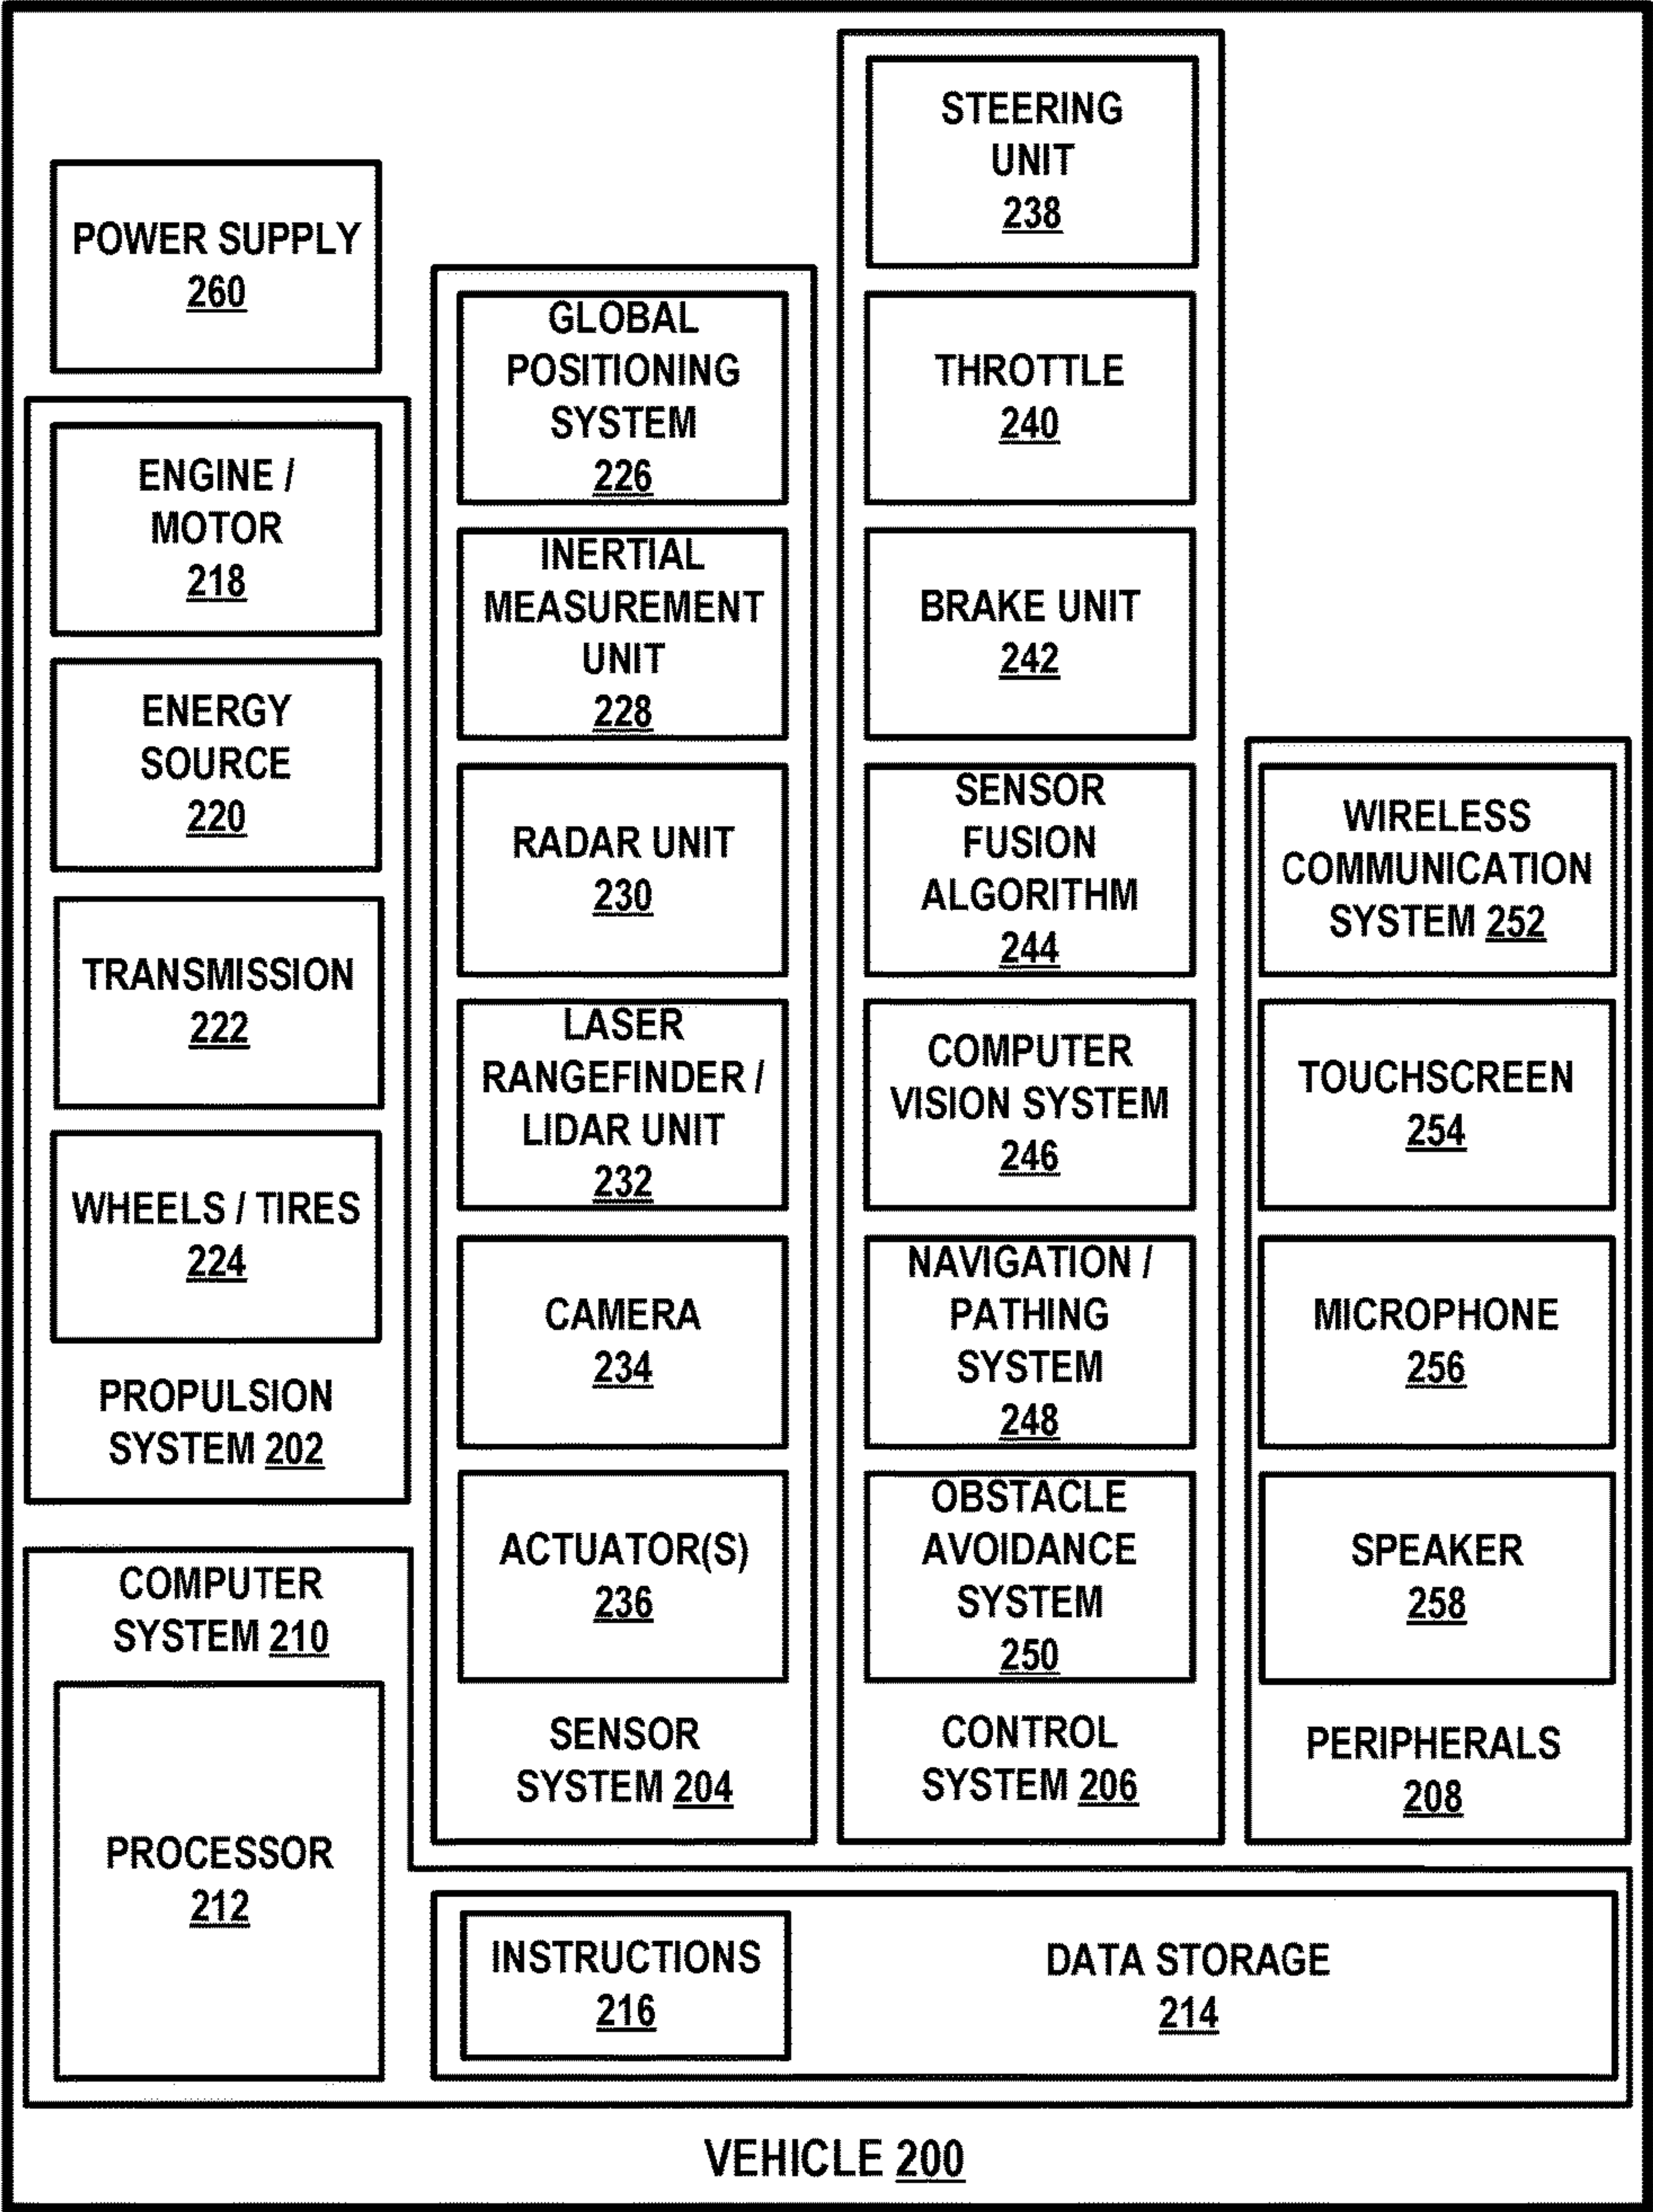 POWER SUPPLY
260
ENGINE /
MOTOR
218
ENERGY
SOURCE
220
TRANSMISSION
222
WHEELS / TIRES
224
PROPULSION
SYSTEM 202
COMPUTER
SYSTEM 210
PROCESSOR
212
GLOBAL
POSITIONING
SYSTEM
226
INERTIAL
MEASUREMENT
UNIT
228
RADAR UNIT
230
LASER
RANGEFINDER /
LIDAR UNIT
232
CAMERA
234
ACTUATOR(S)
236
SENSOR
SYSTEM 204
STEERING
UNIT
238
THROTTLE
240
BRAKE UNIT
242
SENSOR
FUSION
ALGORITHM
244
COMPUTER
VISION SYSTEM
246
NAVIGATION /
PATHING
SYSTEM
248
OBSTACLE
AVOIDANCE
SYSTEM
250
CONTROL
SYSTEM 206
WIRELESS
COMMUNICATION
SYSTEM 252
TOUCHSCREEN
254
MICROPHONE
256
SPEAKER
258
PERIPHERALS
208
INSTRUCTIONS
216
DATA STORAGE
214
VEHICLE 200